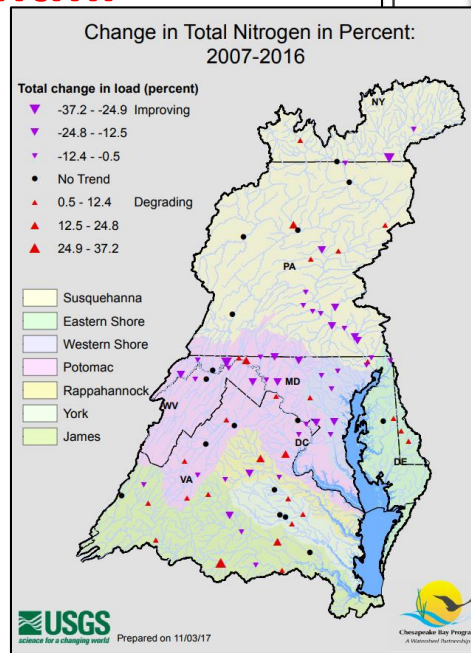 Change in Total Nitrogen in Percent:
2007-2016
Total change in load (percent)
-37.2 - -24.9 Improving
-24.8 - -12.5
-12.4 - -0.5
No Trend
0.5 - 12.4 Degrading
12.5 - 24.8
24.9 - 37.2
Susquehanna
Eastern Shore
Western Shore
Potomac
Rappahannock
York
James
NY
PA
MD
WV
DC
DE
VA
USGS
science for a changing world
Prepared on 11/03/17
Chesapeake Bay Progra
A Watershed Partnership